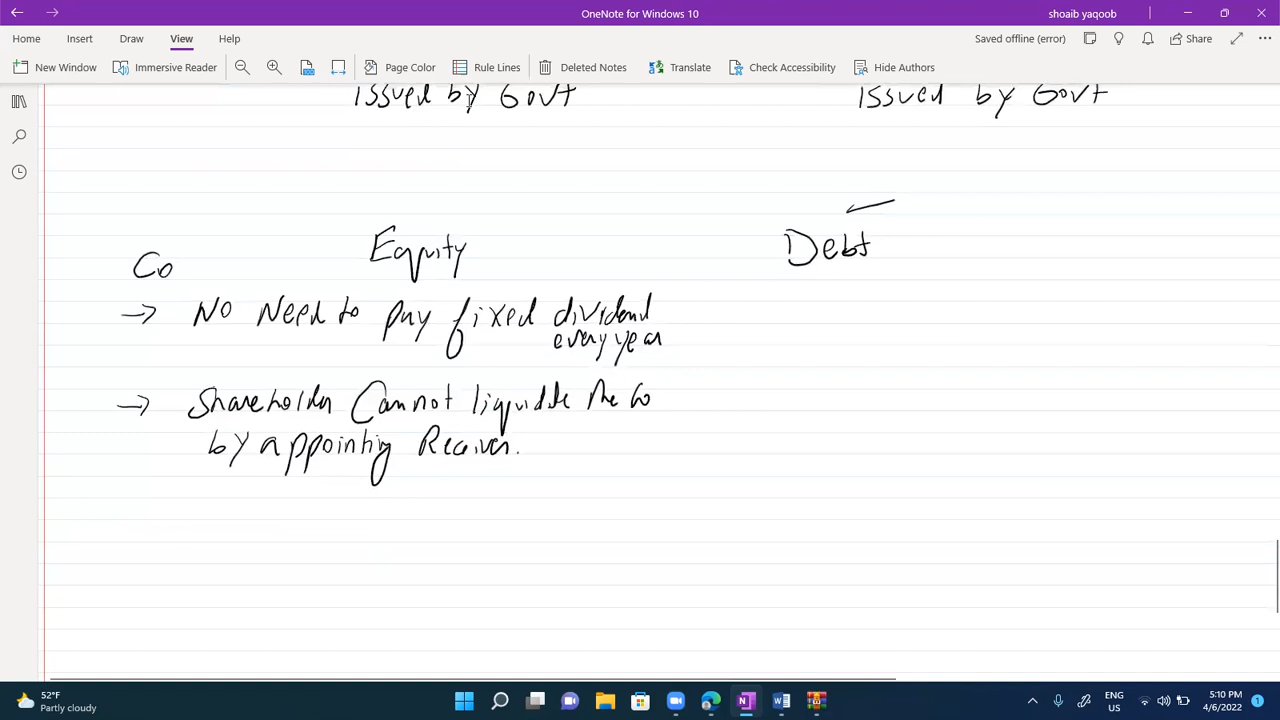 OneNote for Windows 10
shoaib yaqoob
Home Insert Draw View Help
Saved offline (error)
Share
New Window Immersive Reader Page Color Rule Lines Deleted Notes Translate Check Accessibility Hide Authors
Issued by Govt Issued by Govt
Equity Debt
Co
→ No Need to pay fixed dividend
every year
→ Shareholder Cannot the Co
by appointing Receiver.
52°F
Partly cloudy
ENG
US
5:10 PM
4/6/2022
1